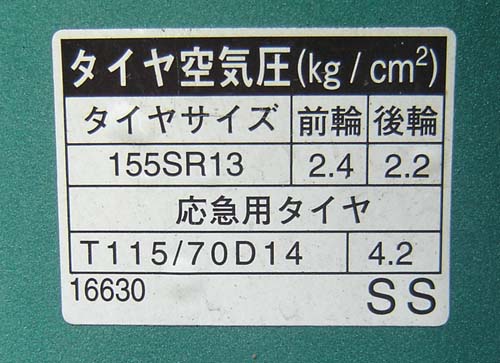 タイヤ空気圧(kg/cm²)
タイヤサイズ 前輪 後輪
155SR13 2.4 2.2
応急用タイヤ
T115/70D14 4.2
16630 SS